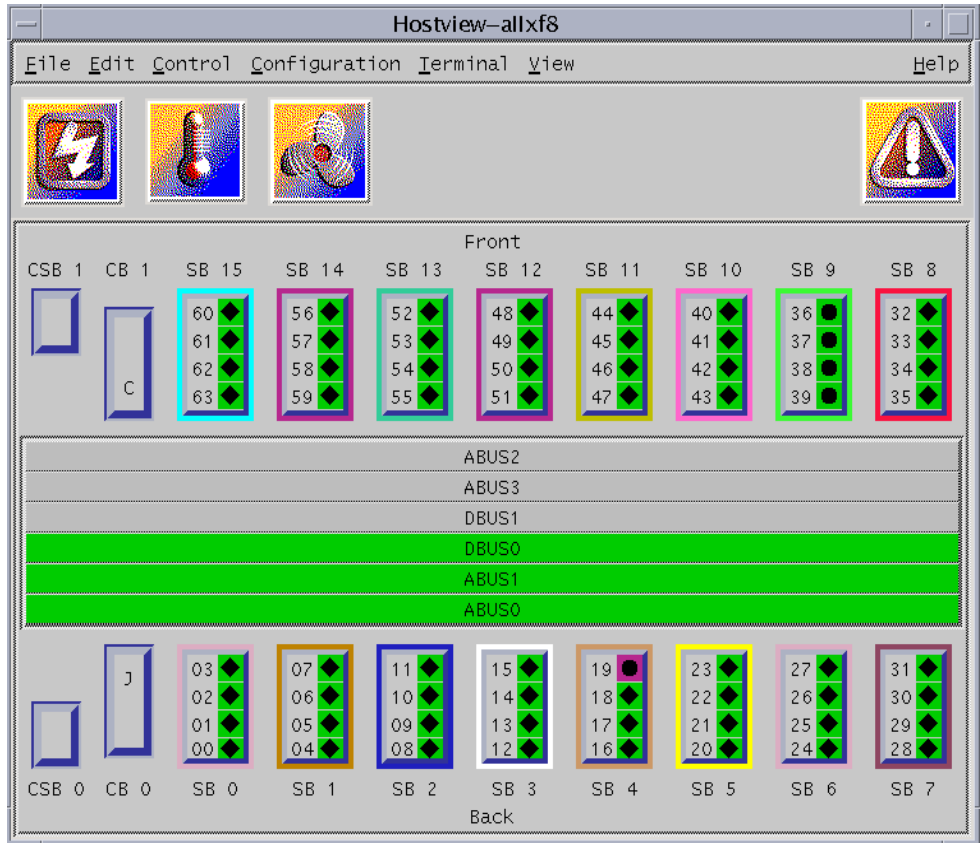 Hostview–allxf8
File Edit Control Configuration Terminal View Help
Front
CSB 1 CB 1 SB 15 SB 14 SB 13 SB 12 SB 11 SB 10 SB 9 SB 8
60 56 52 48 44 40 36 32
61 57 53 49 45 41 37 33
62 58 54 50 46 42 38 34
C 63 59 55 51 47 43 39 35
ABUS2
ABUS3
DBUS1
DBUS0
ABUS1
ABUS0
J 03 07 11 15 19 23 27 31
02 06 10 14 18 22 26 30
01 05 09 13 17 21 25 29
00 04 08 12 16 20 24 28
CSB 0 CB 0 SB 0 SB 1 SB 2 SB 3 SB 4 SB 5 SB 6 SB 7
Back